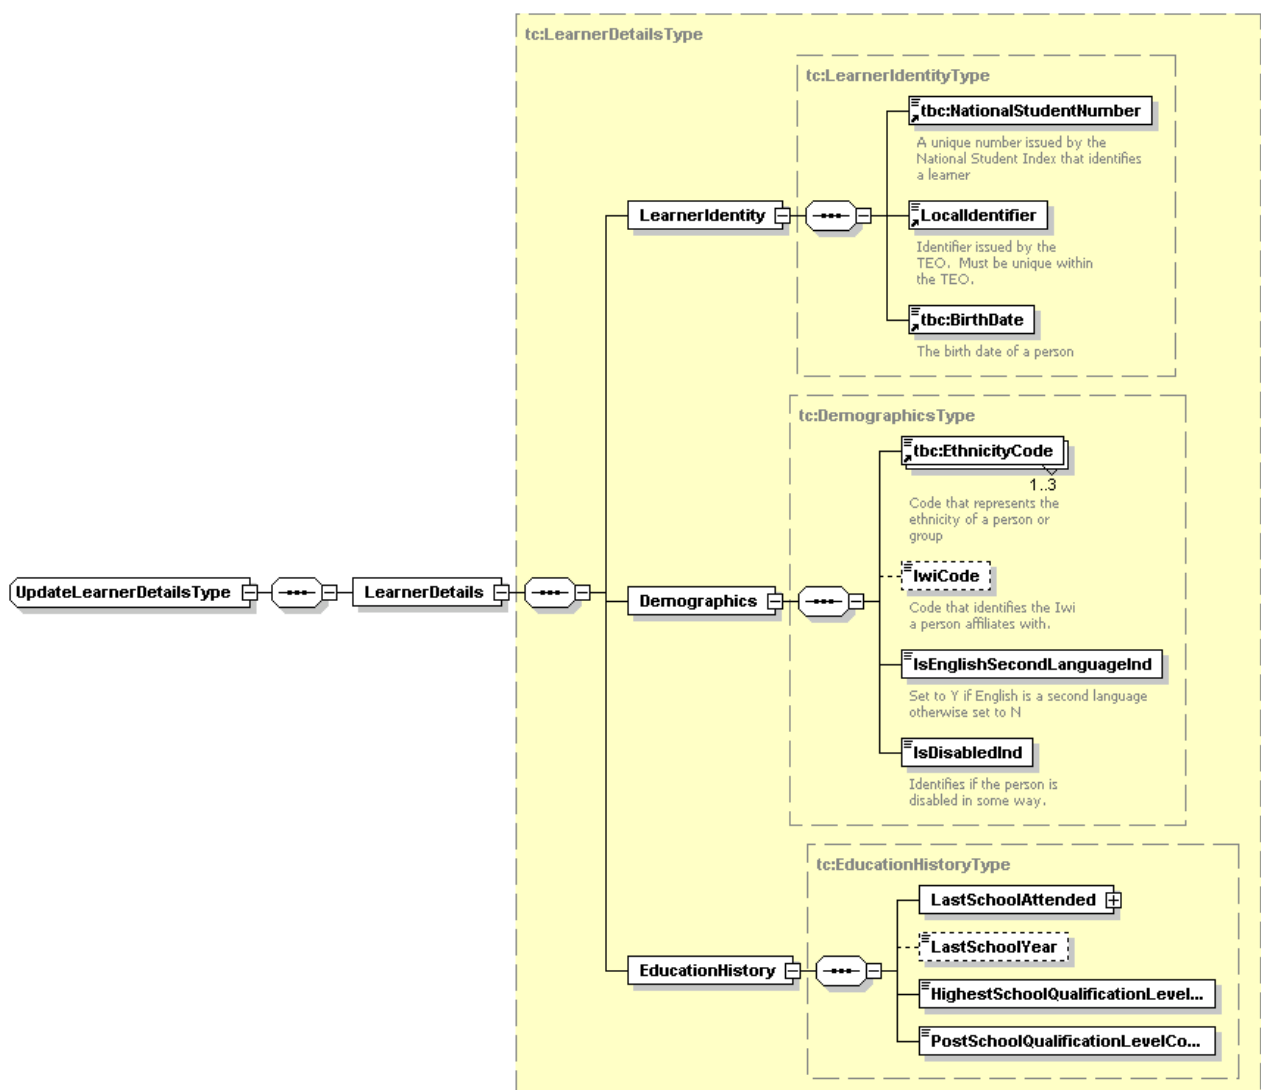 tc:LearnerDetailsType
tc:LearnerIdentityType
tbc:NationalStudentNumber
A unique number issued by the
National Student Index that identifies
a learner
LearnerIdentity
LocalIdentifier
Identifier issued by the
TEO.  Must be unique within
the TEO.
tbc:BirthDate
The birth date of a person
tc:DemographicsType
tbc:EthnicityCode
1..3
Code that represents the
ethnicity of a person or
group
IwiCode
UpdateLearnerDetailsType
LearnerDetails
Demographics
Code that identifies the Iwi
a person affiliates with.
IsEnglishSecondLanguageInd
Set to Y if English is a second language
otherwise set to N
IsDisabledInd
Identifies if the person is
disabled in some way.
tc:EducationHistoryType
LastSchoolAttended
LastSchoolYear
EducationHistory
HighestSchoolQualificationLevel...
PostSchoolQualificationLevelCo...